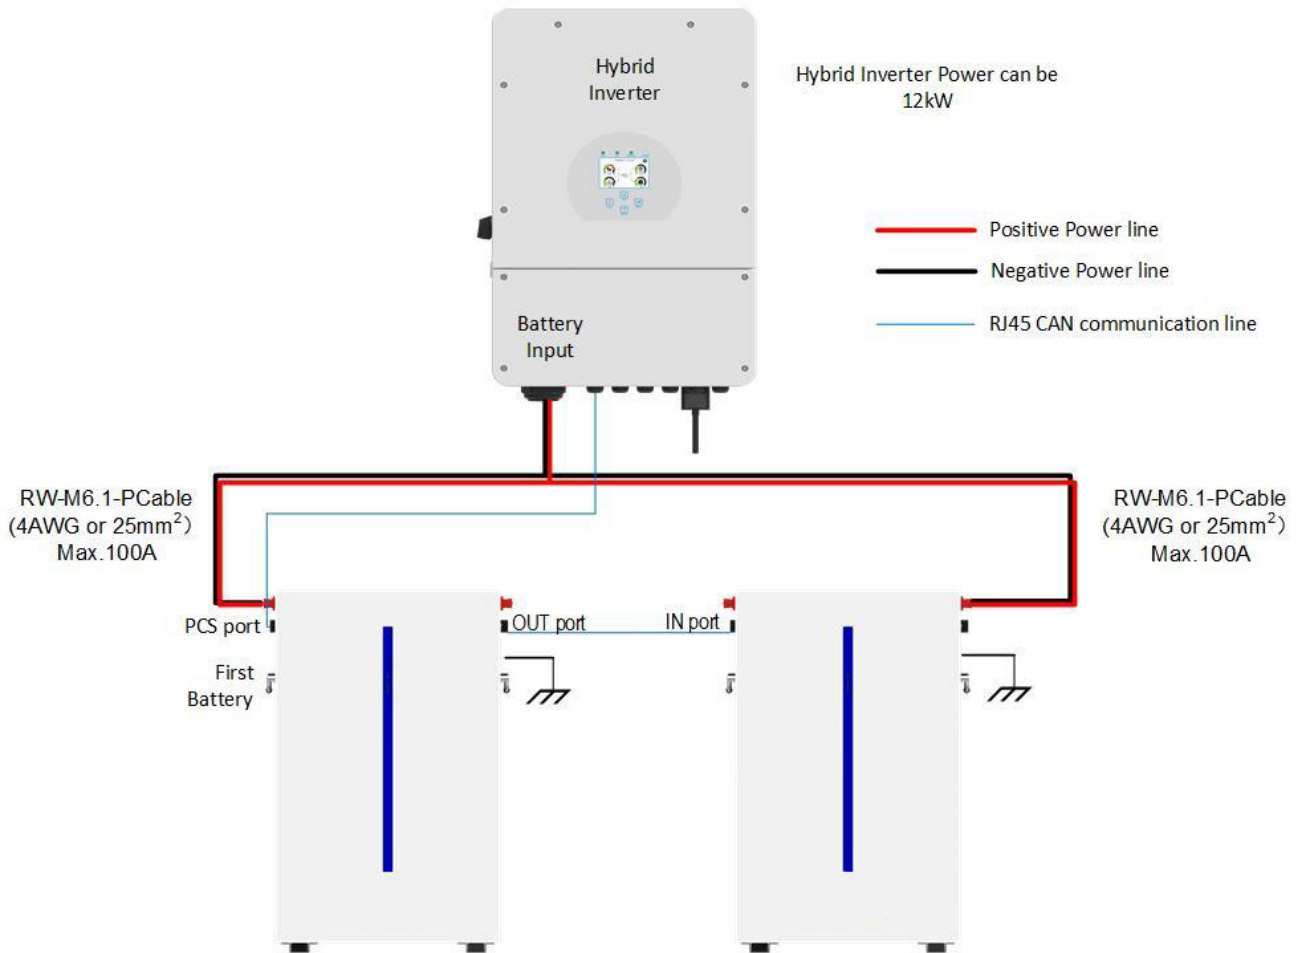 Hybrid
Inverter
Hybrid Inverter Power can be
12kW
Positive Power line
Negative Power line
RJ45 CAN communication line
Battery
Input
RW-M6.1-PCable
(4AWG or 25mm²）
Max.100A
RW-M6.1-PCable
(4AWG or 25mm²）
Max.100A
PCS port
OUT port
IN port
First
Battery